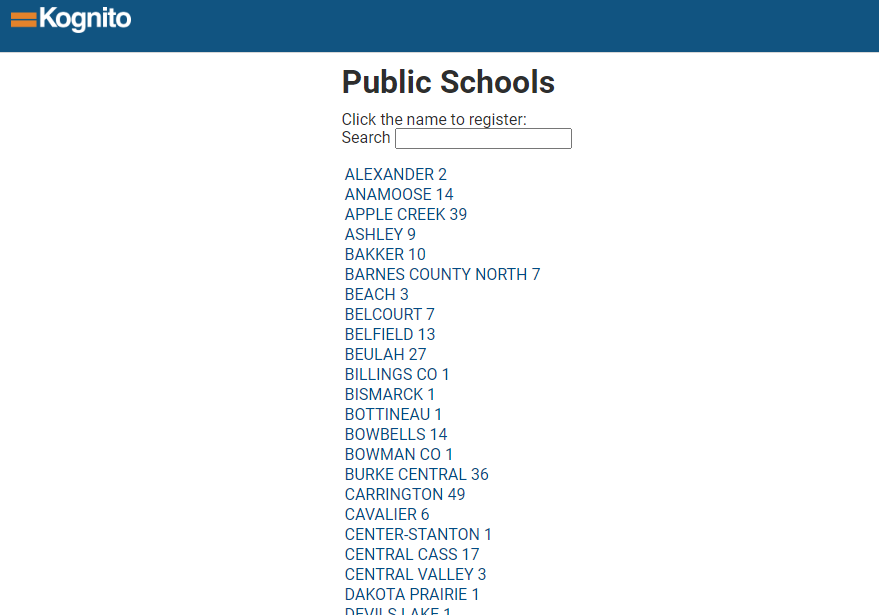 Kognito
Public Schools
Click the name to register:
Search
ALEXANDER 2
ANAMOOSE 14
APPLE CREEK 39
ASHLEY 9
BAKKER 10
BARNES COUNTY NORTH 7
BEACH 3
BELCOURT 7
BELFIELD 13
BEULAH 27
BILLINGS CO 1
BISMARCK 1
BOTTINEAU 1
BOWBELLS 14
BOWMAN CO 1
BURKE CENTRAL 36
CARRINGTON 49
CAVALIER 6
CENTER-STANTON 1
CENTRAL CASS 17
CENTRAL VALLEY 3
DAKOTA PRAIRIE 1
DEVILS LAKE 1